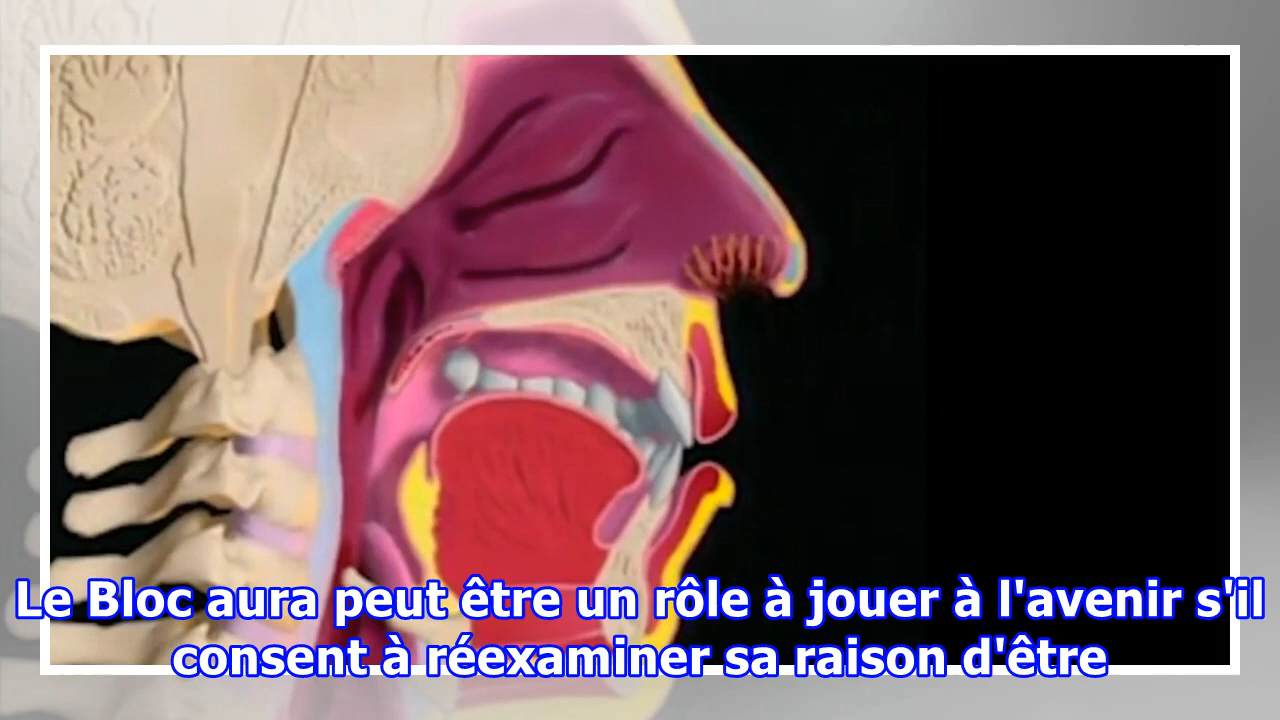 Le Bloc aura peut être un rôle à jouer à l'avenir s'il
consent à réexaminer sa raison d'être